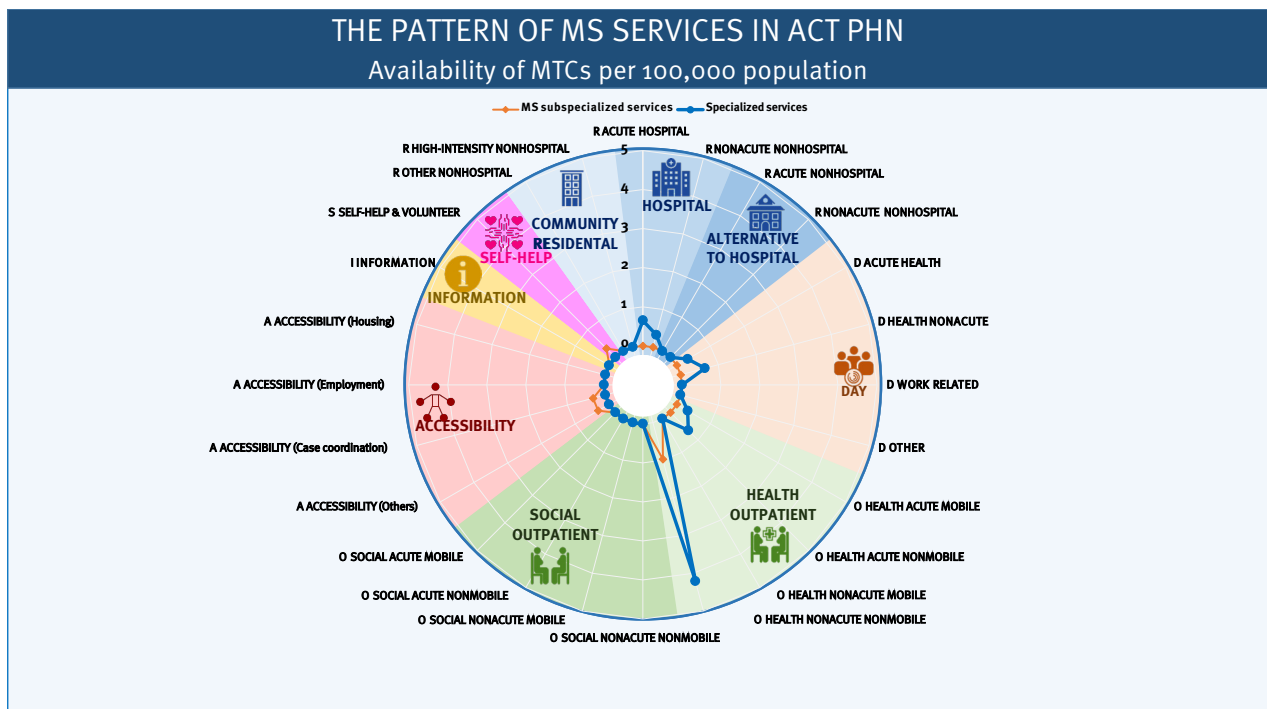 THE PATTERN OF MS SERVICES IN ACT PHN
Availability of MTCs per 100,000 population
MS subspecialized services
Specialized services
R ACUTE HOSPITAL
R NONACUTE NONHOSPITAL
R ACUTE NONHOSPITAL
R NONACUTE NONHOSPITAL
D ACUTE HEALTH
D HEALTH NONACUTE
D WORK RELATED
D OTHER
O HEALTH ACUTE MOBILE
O HEALTH ACUTE NONMOBILE
O HEALTH NONACUTE MOBILE
O HEALTH NONACUTE NONMOBILE
O SOCIAL NONACUTE NONMOBILE
O SOCIAL NONACUTE MOBILE
O SOCIAL ACUTE NONMOBILE
O SOCIAL ACUTE MOBILE
A ACCESSIBILITY (Others)
A ACCESSIBILITY (Case coordination)
A ACCESSIBILITY (Employment)
A ACCESSIBILITY (Housing)
I INFORMATION
S SELF-HELP & VOLUNTEER
R OTHER NONHOSPITAL
R HIGH-INTENSITY NONHOSPITAL
5
4
3
2
1
0
HOSPITAL
ALTERNATIVE
TO HOSPITAL
DAY
HEALTH
OUTPATIENT
SOCIAL
OUTPATIENT
ACCESSIBILITY
i
INFORMATION
SELF-HELP
COMMUNITY
RESIDENTAL